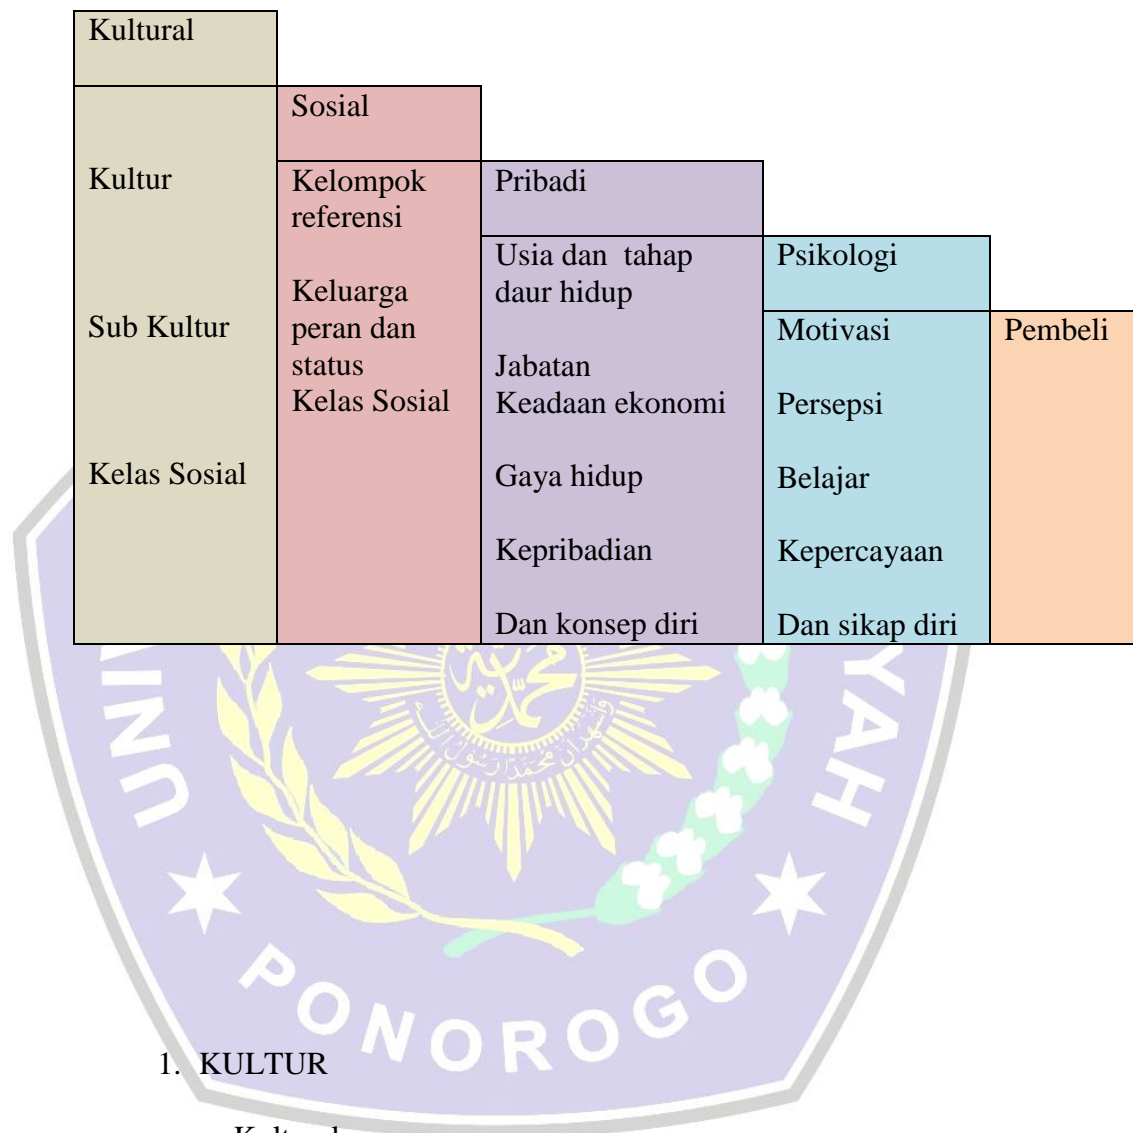 Kultural
Kultur
Sub Kultur
Kelas Sosial
Sosial
Kelompok
referensi
Keluarga
peran dan
status
Kelas Sosial
Pribadi
Usia dan tahap
daur hidup
Jabatan
Keadaan ekonomi
Gaya hidup
Kepribadian
Dan konsep diri
Psikologi
Motivasi
Persepsi
Belajar
Kepercayaan
Dan sikap diri
Pembeli
PONOROGO
1. KULTUR